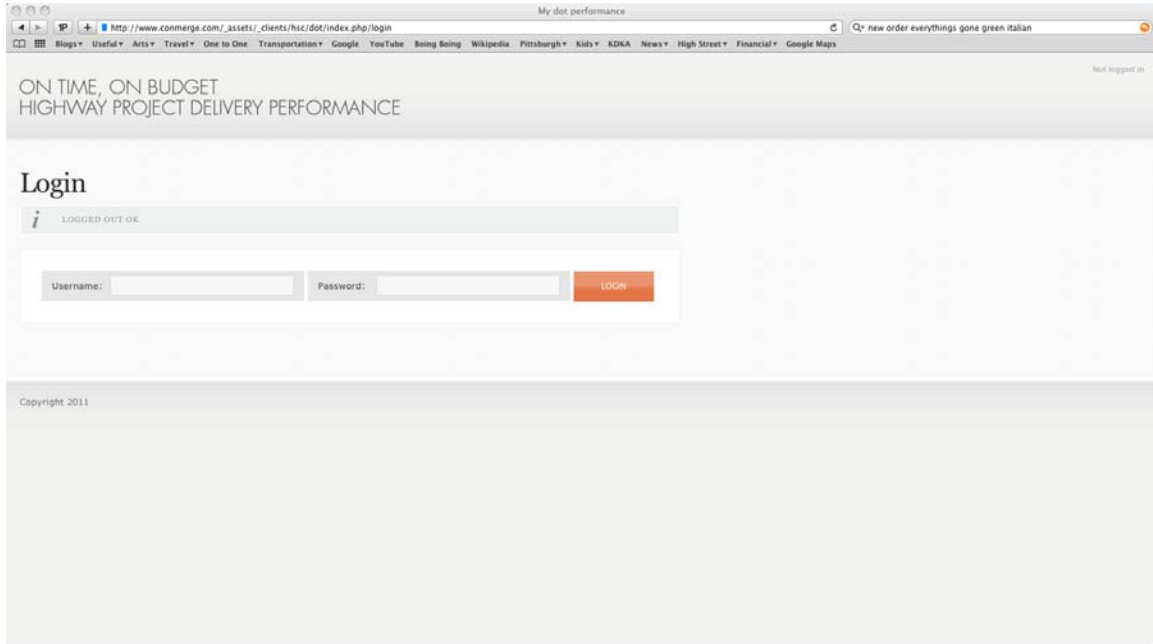 My dot performance
1P + http://www.conmerge.com/_assets/_clients/hsc/dot/index.php/login new order everythings gone green italian
Blogs Useful Arts Travel One to One Transportation Google YouTube Boing Boing Wikipedia Pittsburgh Kids KDKA News High Street Financial Google Maps
Not logged in
ON TIME, ON BUDGET
HIGHWAY PROJECT DELIVERY PERFORMANCE
Login
i LOGGED OUT OK
Username: Password: LOGIN
Copyright 2011